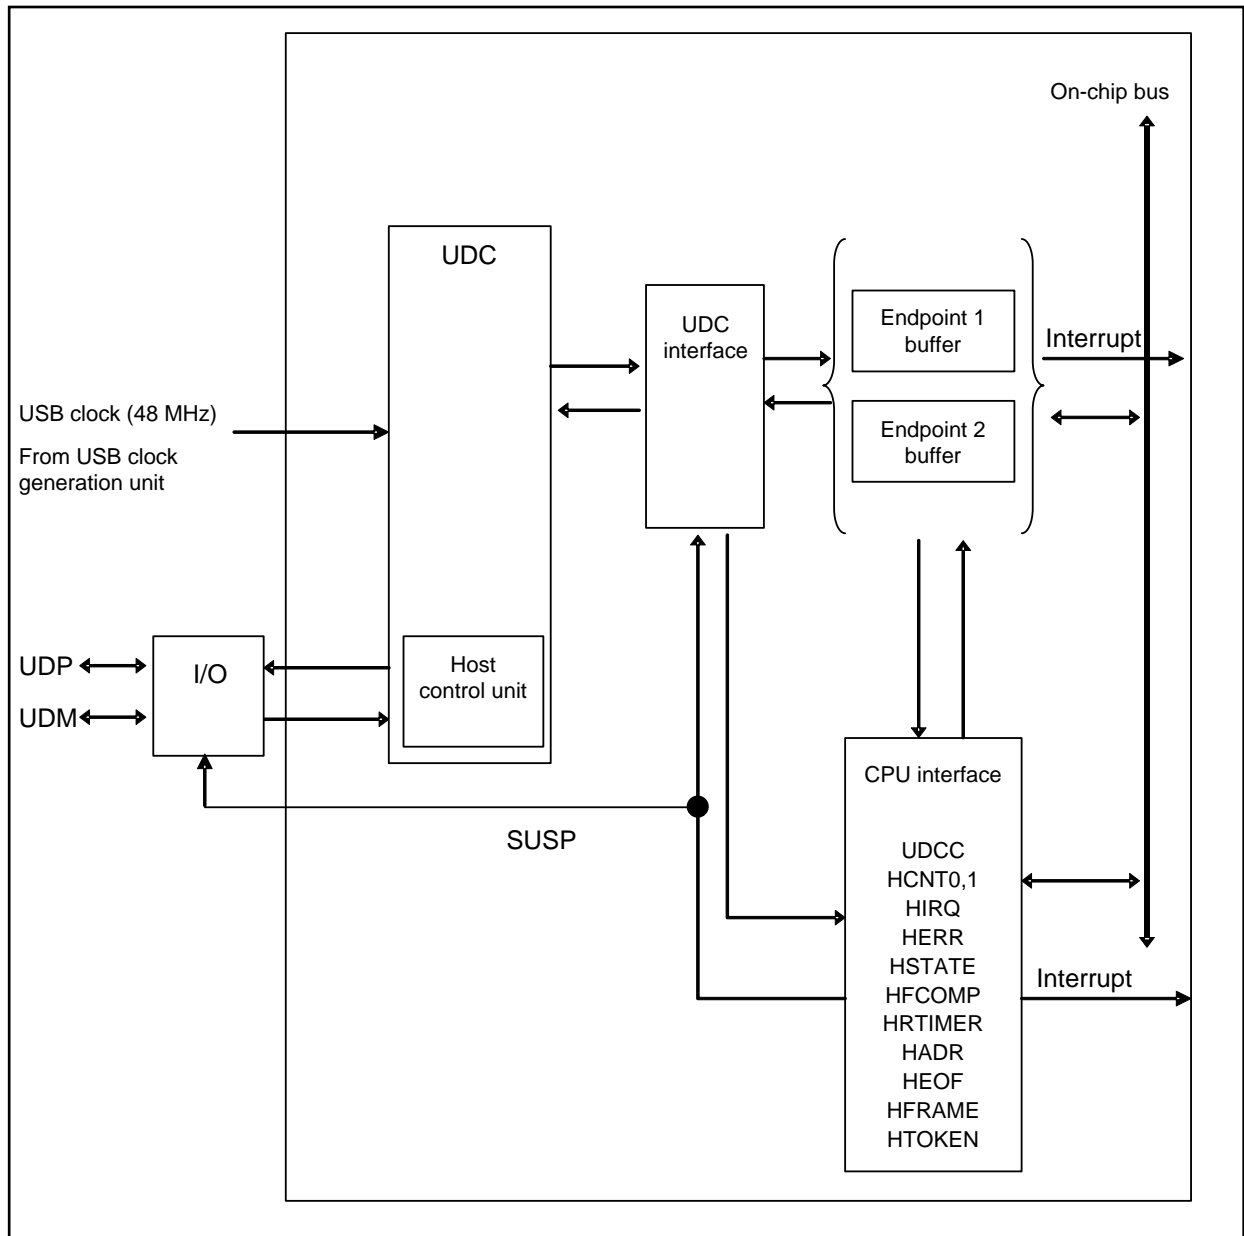 On-chip bus
UDC
UDC
interface
Endpoint 1
buffer
Interrupt
Endpoint 2
buffer
USB clock (48 MHz)
From USB clock
generation unit
UDP
UDM
I/O
Host
control unit
SUSP
CPU interface
UDCC
HCNT0,1
HIRQ
HERR
HSTATE
HFCOMP
HRTIMER
HADR
HEOF
HFRAME
HTOKEN
Interrupt